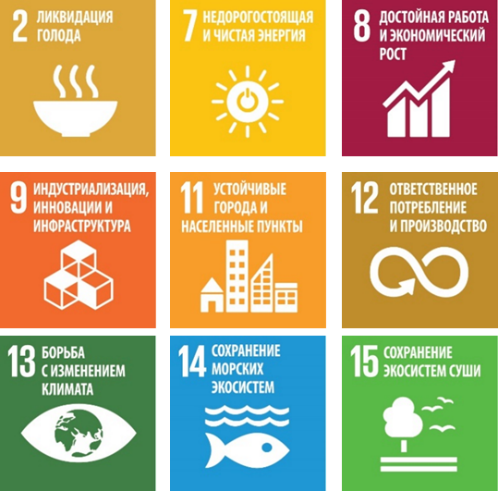 2 ЛИКВИДАЦИЯ
ГОЛОДА
7 НЕДОРОГОСТОЯЩАЯ
И ЧИСТАЯ ЭНЕРГИЯ
8 ДОСТОЙНАЯ РАБОТА
И ЭКОНОМИЧЕСКИЙ
РОСТ
9 ИНДУСТРИАЛИЗАЦИЯ,
ИННОВАЦИИ И
ИНФРАСТРУКТУРА
11 УСТОЙЧИВЫЕ
ГОРОДА И
НАСЕЛЕННЫЕ ПУНКТЫ
12 ОТВЕТСТВЕННОЕ
ПОТРЕБЛЕНИЕ
И ПРОИЗВОДСТВО
13 БОРЬБА
С ИЗМЕНЕНИЕМ
КЛИМАТА
14 СОХРАНЕНИЕ
МОРСКИХ
ЭКОСИСТЕМ
15 СОХРАНЕНИЕ
ЭКОСИСТЕМ СУШИ